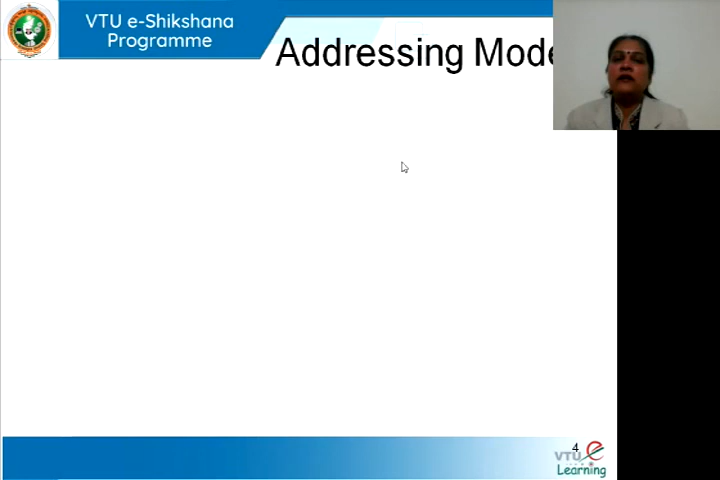 VTU e-Shikshana
Programme
Addressing Mode
4
VTU
Learning